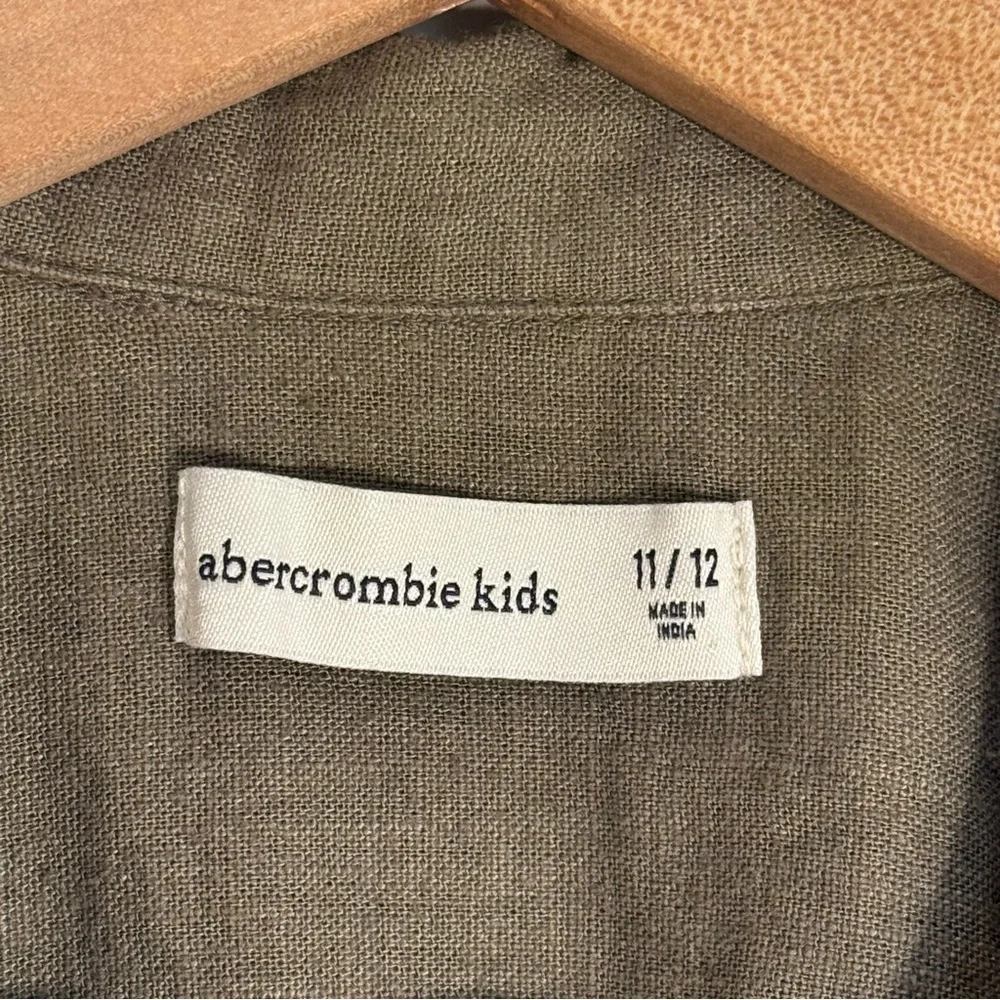 abercrombie kids
11 / 12
MADE IN
INDIA